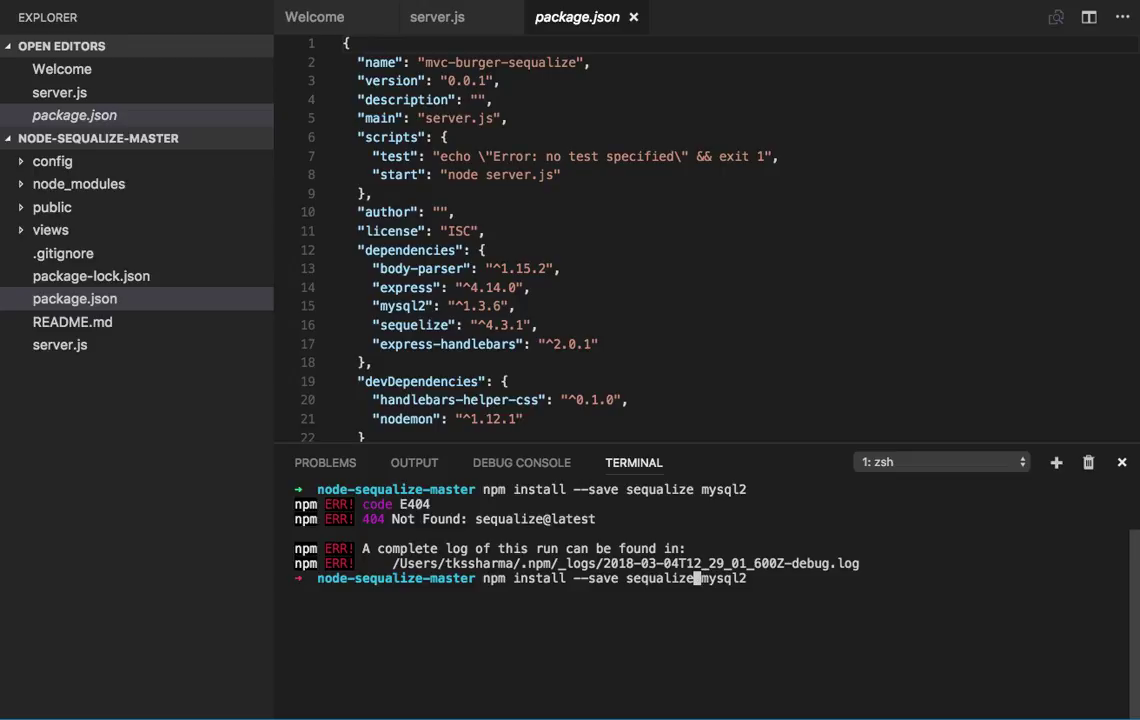 EXPLORER
OPEN EDITORS
Welcome
server.js
package.json
NODE-SEQUALIZE-MASTER
config
node_modules
public
views
.gitignore
package-lock.json
package.json
README.md
server.js
Welcome server.js package.json
1 {
2 "name": "mvc-burger-sequalize",
3 "version": "0.0.1",
4 "description": "",
5 "main": "server.js",
6 "scripts": {
7 "test": "echo \"Error: no test specified\" && exit 1",
8 "start": "node server.js"
9 },
10 "author": "",
11 "license": "ISC",
12 "dependencies": {
13 "body-parser": "^1.15.2",
14 "express": "^4.14.0",
15 "mysql2": "^1.3.6",
16 "sequelize": "^4.3.1",
17 "express-handlebars": "^2.0.1"
18 },
19 "devDependencies": {
20 "handlebars-helper-css": "^0.1.0",
21 "nodemon": "^1.12.1"
22 }
PROBLEMS OUTPUT DEBUG CONSOLE TERMINAL 1: zsh
➜ node-sequalize-master npm install --save sequalize mysql2
npm ERR! code E404
npm ERR! 404 Not Found: sequalize@latest
npm ERR! A complete log of this run can be found in:
npm ERR! /Users/tkssharma/.npm/_logs/2018-03-04T12_29_01_600Z-debug.log
➜ node-sequalize-master npm install --save sequalize mysql2